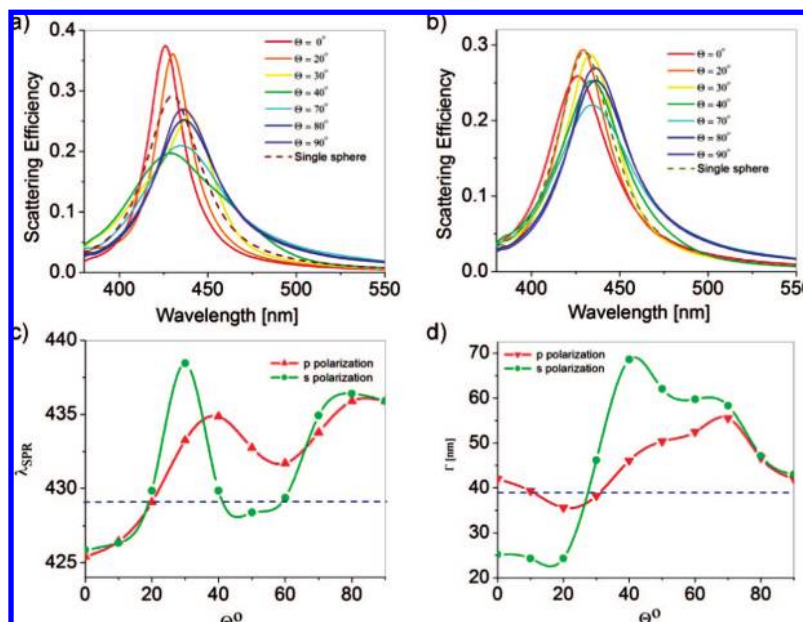 a)
0.4
0.3
0.2
0.1
0.0
Scattering Efficiency
Θ = 0°
Θ = 20°
Θ = 30°
Θ = 40°
Θ = 70°
Θ = 80°
Θ = 90°
Single sphere
400 450 500 550
Wavelength [nm]
b)
0.3
0.2
0.1
0.0
Scattering Efficiency
Θ = 0°
Θ = 20°
Θ = 30°
Θ = 40°
Θ = 70°
Θ = 80°
Θ = 90°
Single sphere
400 450 500 550
Wavelength [nm]
c)
440
435
430
425
λSPR
p polarization
s polarization
0 20 40 60 80
Θ°
d)
70
60
50
40
30
20
Γ [nm]
p polarization
s polarization
0 20 40 60 80
Θ°